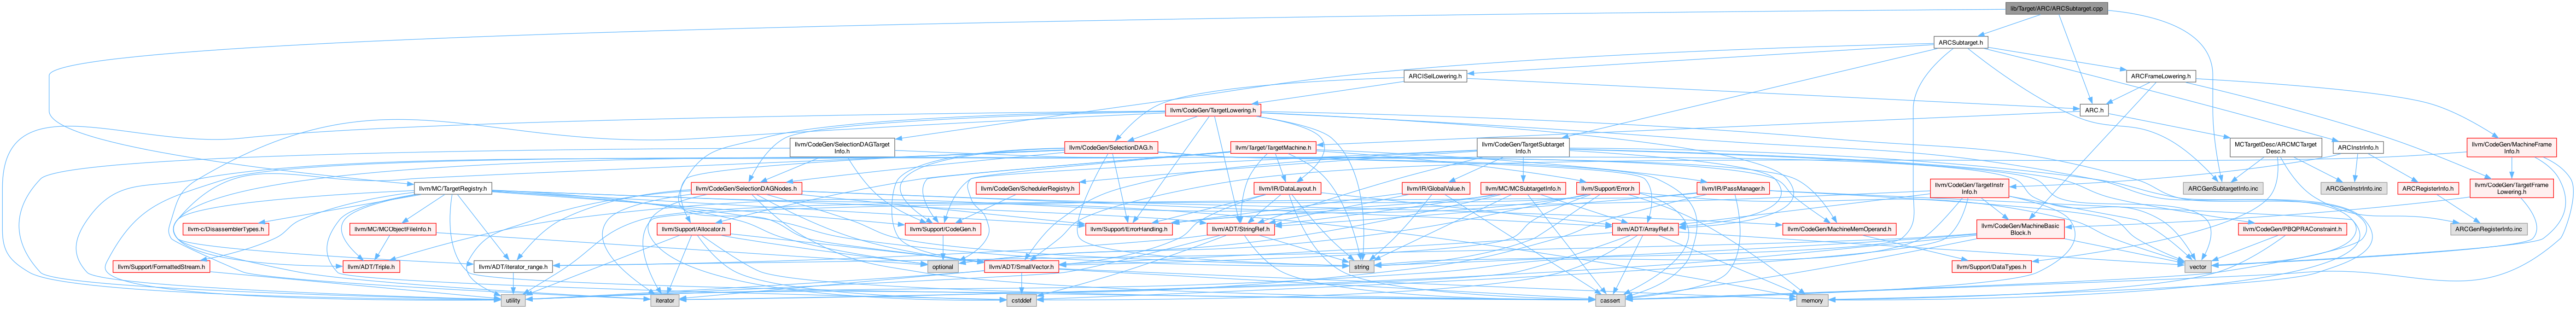 lib/Target/ARC/ARCSubtarget.cpp
ARCSubtarget.h
ARCISelLowering.h
ARCFrameLowering.h
llvm/CodeGen/TargetLowering.h
ARC.h
llvm/CodeGen/SelectionDAGTarget
Info.h
llvm/CodeGen/SelectionDAG.h
llvm/Target/TargetMachine.h
llvm/CodeGen/TargetSubtarget
Info.h
MCTargetDesc/ARCMCTarget
Desc.h
ARCInstrInfo.h
llvm/CodeGen/MachineFrame
Info.h
llvm/MC/TargetRegistry.h
llvm/CodeGen/SelectionDAGNodes.h
llvm/CodeGen/SchedulerRegistry.h
llvm/IR/DataLayout.h
llvm/IR/GlobalValue.h
llvm/MC/MCSubtargetInfo.h
llvm/Support/Error.h
llvm/IR/PassManager.h
llvm/CodeGen/TargetInstr
Info.h
ARCGenSubtargetInfo.inc
ARCGenInstrInfo.inc
ARCRegisterInfo.h
llvm/CodeGen/TargetFrame
Lowering.h
llvm-c/DisassemblerTypes.h
llvm/MC/MCObjectFileInfo.h
llvm/Support/Allocator.h
llvm/Support/CodeGen.h
llvm/Support/ErrorHandling.h
llvm/ADT/StringRef.h
llvm/ADT/ArrayRef.h
llvm/CodeGen/MachineMemOperand.h
llvm/CodeGen/MachineBasic
Block.h
llvm/CodeGen/PBQPRAConstraint.h
ARCGenRegisterInfo.inc
llvm/Support/FormattedStream.h
llvm/ADT/Triple.h
llvm/ADT/iterator_range.h
optional
llvm/ADT/SmallVector.h
string
llvm/Support/DataTypes.h
vector
utility
iterator
cstddef
cassert
memory